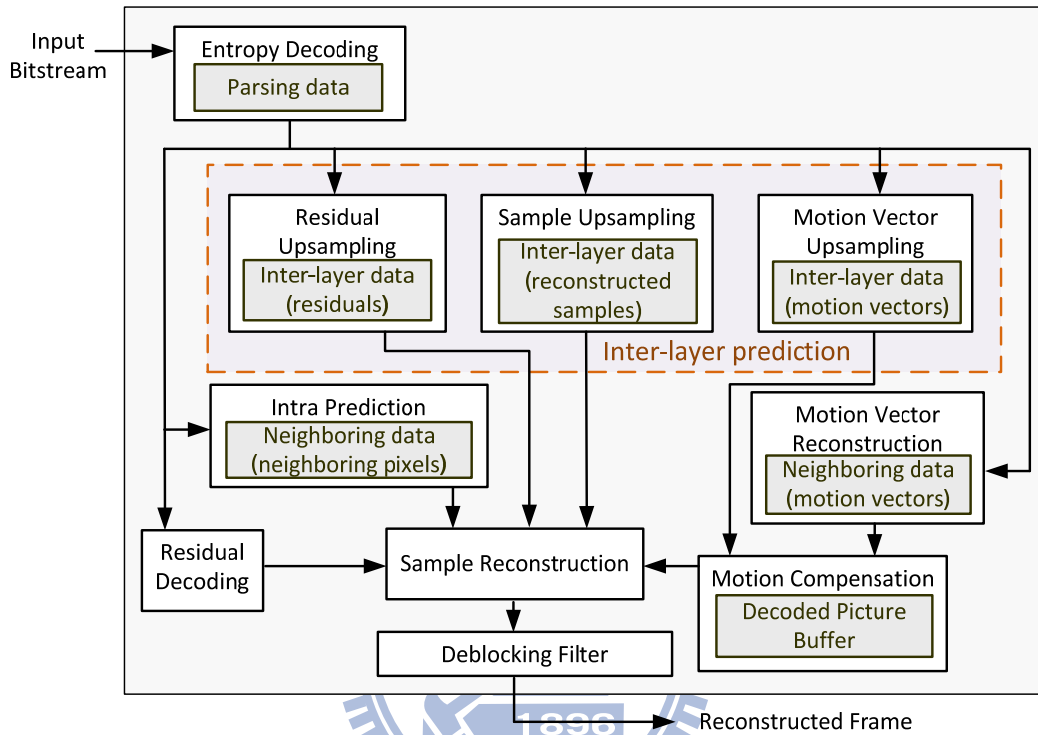 Input
Bitstream
Entropy Decoding
Parsing data
Residual
Upsampling
Inter-layer data
(residuals)
Sample Upsampling
Inter-layer data
(reconstructed
samples)
Motion Vector
Upsampling
Inter-layer data
(motion vectors)
Inter-layer prediction
Intra Prediction
Neighboring data
(neighboring pixels)
Motion Vector
Reconstruction
Neighboring data
(motion vectors)
Residual
Decoding
Sample Reconstruction
Motion Compensation
Decoded Picture
Buffer
Deblocking Filter
1896
Reconstructed Frame